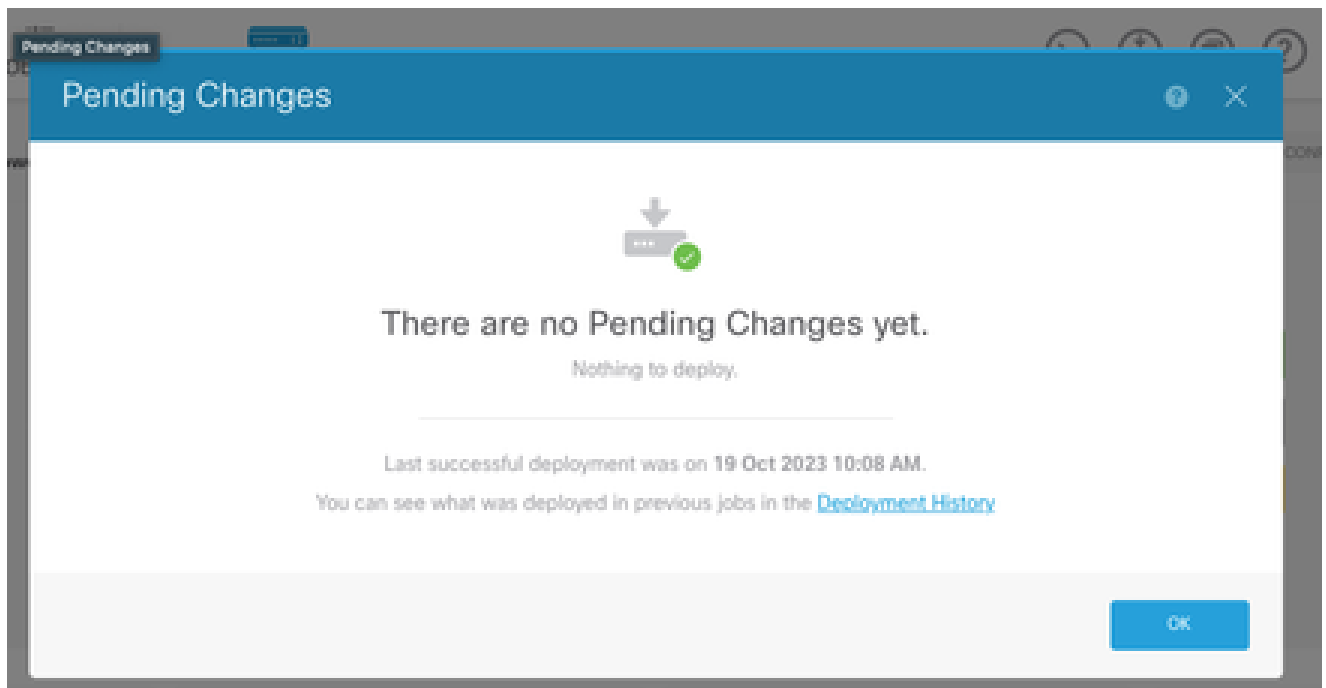 Pending Changes
Pending Changes
There are no Pending Changes yet.
Nothing to deploy.
Last successful deployment was on 19 Oct 2023 10:08 AM.
You can see what was deployed in previous jobs in the Deployment History
OK